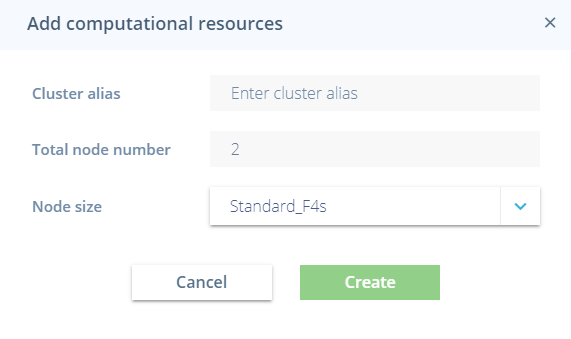 Add computational resources
Cluster alias
Enter cluster alias
Total node number
2
Node size
Standard_F4s
Cancel
Create